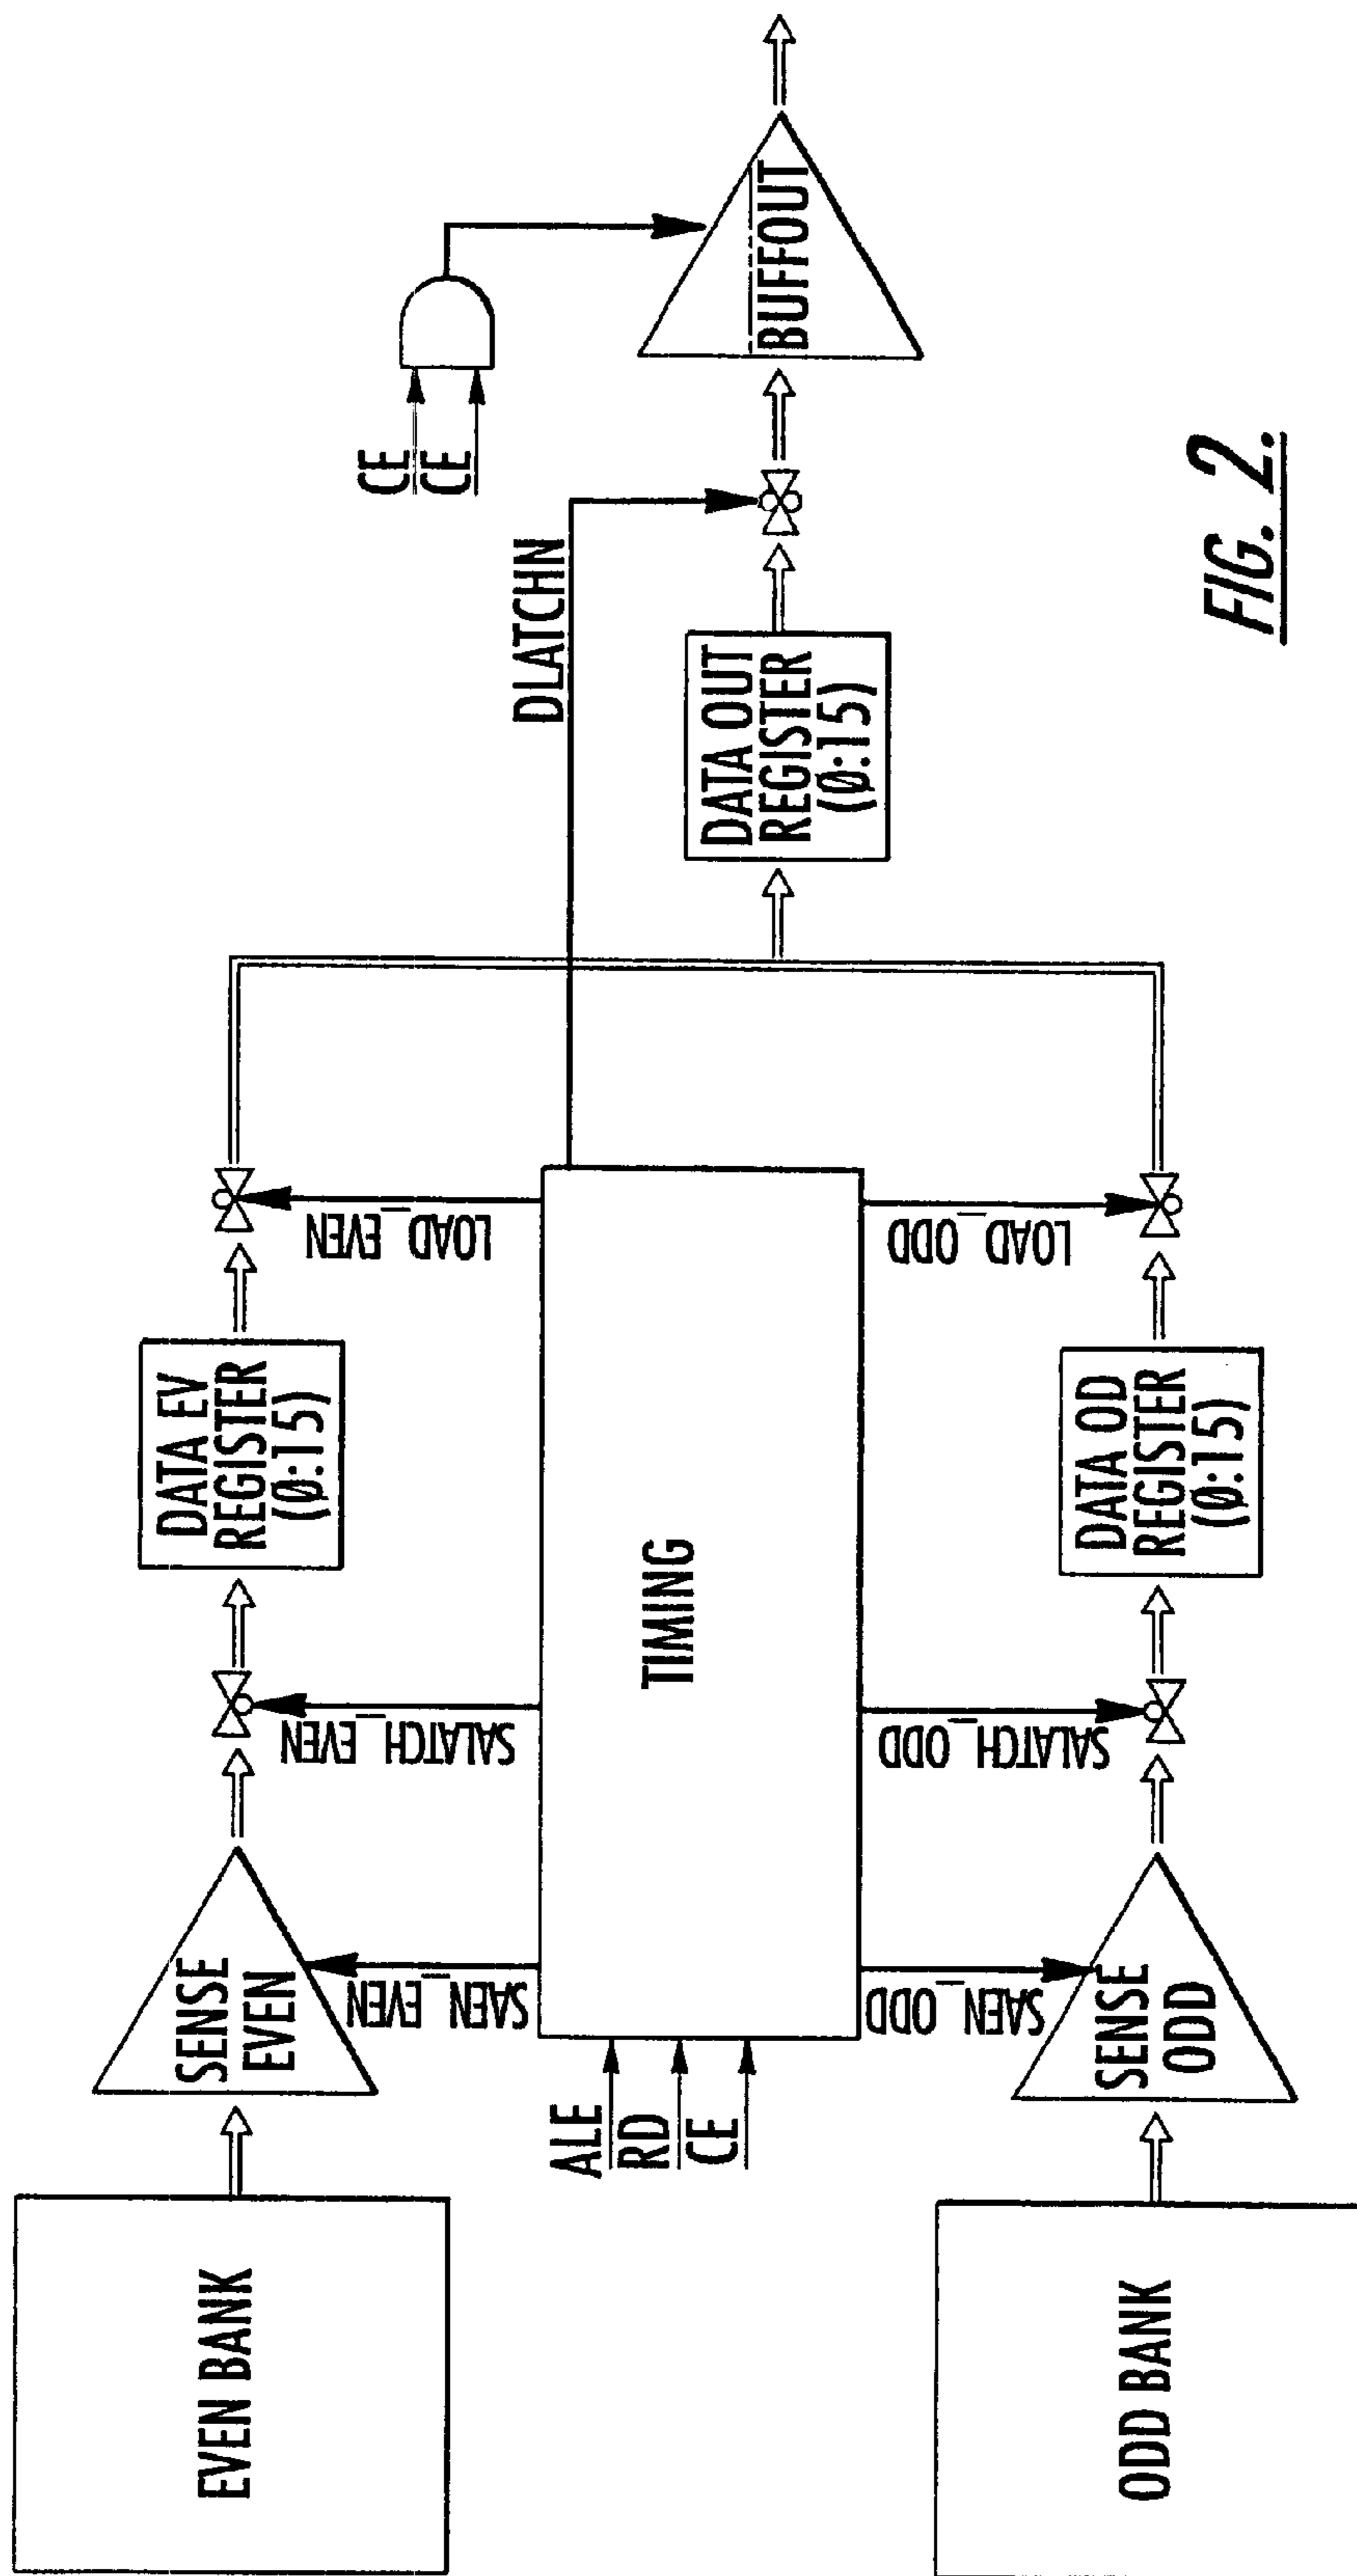 EVEN BANK
SENSE
EVEN
SAEN_EVEN
SALATCH_EVEN
DATA EV
REGISTER
(Ø:15)
LOAD_EVEN
ALE
RD
CE
TIMING
DLATCHN
CE
CE
DATA OUT
REGISTER
(Ø:15)
BUFFOUT
ODD BANK
SENSE
ODD
SAEN_ODD
SALATCH_ODD
DATA OD
REGISTER
(Ø:15)
LOAD_ODD
FIG. 2.